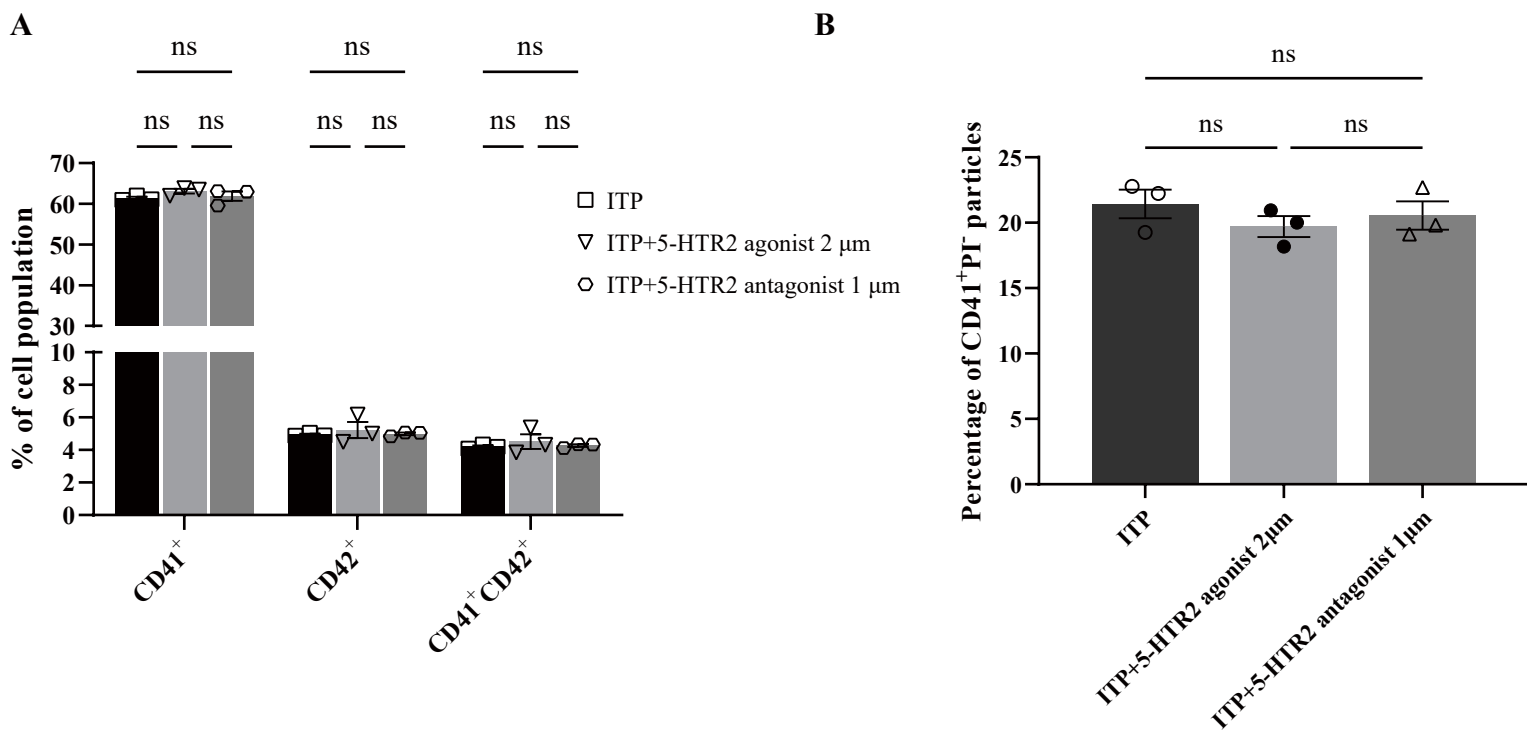 A
ns ns ns
ns ns ns ns ns ns
% of cell population
70
60
50
40
30
10
8
6
4
2
0
CD41×
CD42×
CD41+CD42×
ITP
ITP+5-HTR2 agonist 2 μm
ITP+5-HTR2 antagonist 1 μm
B
ns
ns ns
Percentage of CD41+PI- particles
25
20
15
10
5
0
ITP
ITP+5-HTR2 agonist 2μm
ITP+5-HTR2 antagonist 1μm